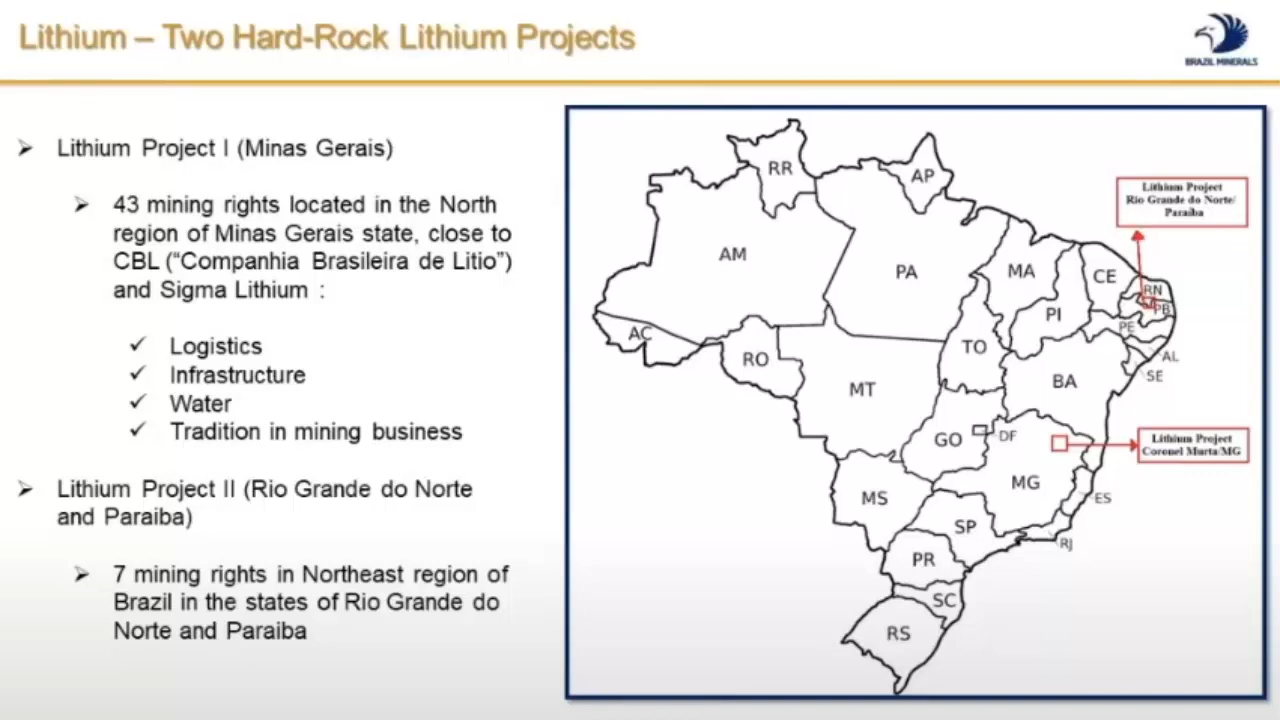 Lithium – Two Hard-Rock Lithium Projects
BRAZIL MINERALS
Lithium Project I (Minas Gerais)
43 mining rights located in the North
region of Minas Gerais state, close to
CBL (“Companhia Brasileira de Litio”)
and Sigma Lithium :
Logistics
Infrastructure
Water
Tradition in mining business
Lithium Project II (Rio Grande do Norte
and Paraiba)
7 mining rights in Northeast region of
Brazil in the states of Rio Grande do
Norte and Paraiba
RR
AP
Lithium Project
Rio Grande do Norte/
Paraíba
AM
PA
MA
CE
RN
PB
PI
PE
AC
RO
TO
AL
SE
MT
BA
GO
DF
Lithium Project
Coronel Murta/MG
MS
MG
ES
SP
RJ
PR
SC
RS